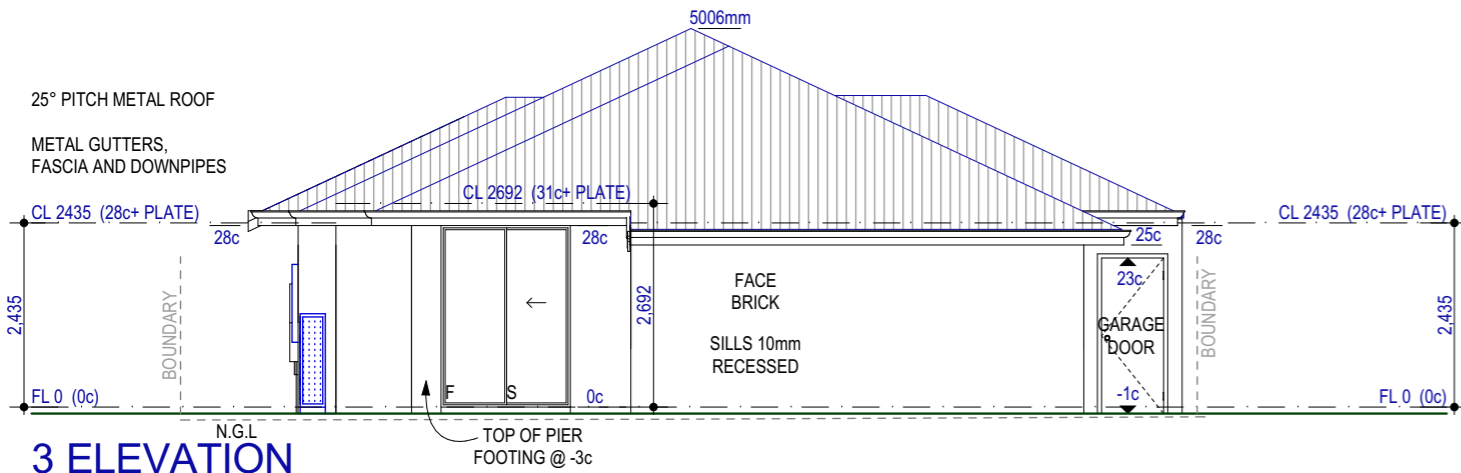 5006mm
25° PITCH METAL ROOF
METAL GUTTERS,
FASCIA AND DOWNPIPES
CL 2692 (31c+ PLATE)
CL 2435 (28c+ PLATE)
CL 2435 (28c+ PLATE)
28c
28c
25c
28c
FACE
BRICK
23c
2,435
BOUNDARY
2,692
SILLS 10mm
RECESSED
GARAGE
DOOR
BOUNDARY
2,435
FL 0 (0c)
F
S
0c
-1c
FL 0 (0c)
N.G.L
TOP OF PIER
FOOTING @ -3c
3 ELEVATION